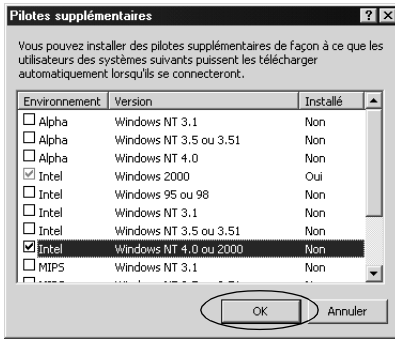 Pilotes supplémentaires
Vous pouvez installer des pilotes supplémentaires de façon à ce que les
utilisateurs des systèmes suivants puissent les télécharger
automatiquement lorsqu'ils se connecteront.
Environnement Version Installé
Alpha Windows NT 3.1 Non
Alpha Windows NT 3.5 ou 3.51 Non
Alpha Windows NT 4.0 Non
Intel Windows 2000 Oui
Intel Windows 95 ou 98 Non
Intel Windows NT 3.1 Non
Intel Windows NT 3.5 ou 3.51 Non
Intel Windows NT 4.0 ou 2000 Non
MIPS Windows NT 3.1 Non
OK Annuler